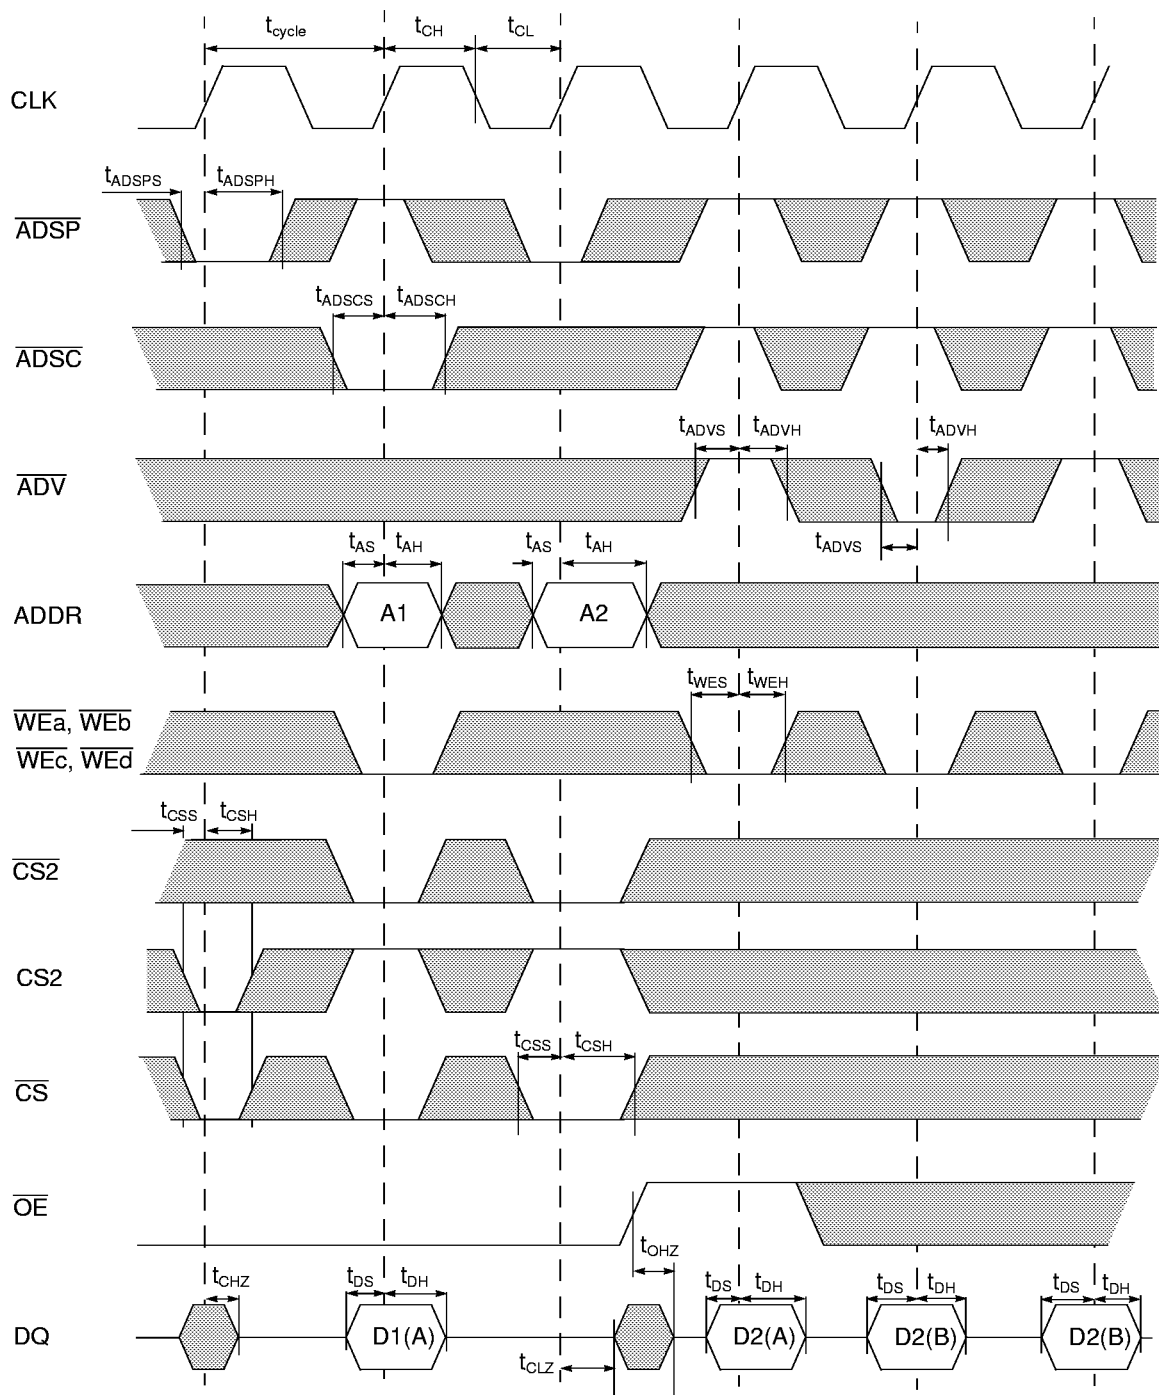 tcycle tCH tCL
CLK
tADSPS tADSPH
ADSP
tADSCS tADSCH
ADSC
tADVS tADVH tADVH
ADV
tADVS
tAS tAH tAS tAH
ADDR A1 A2
tWES tWEH
WEa, WEb
WEc, WEd
tCSS tCSH
CS2
CS2
tCSS tCSH
CS
OE
tOHZ
tCHZ tDS tDH tDS tDH tDS tDH tDS tDH
DQ D1(A) D2(A) D2(B) D2(B)
tCLZ